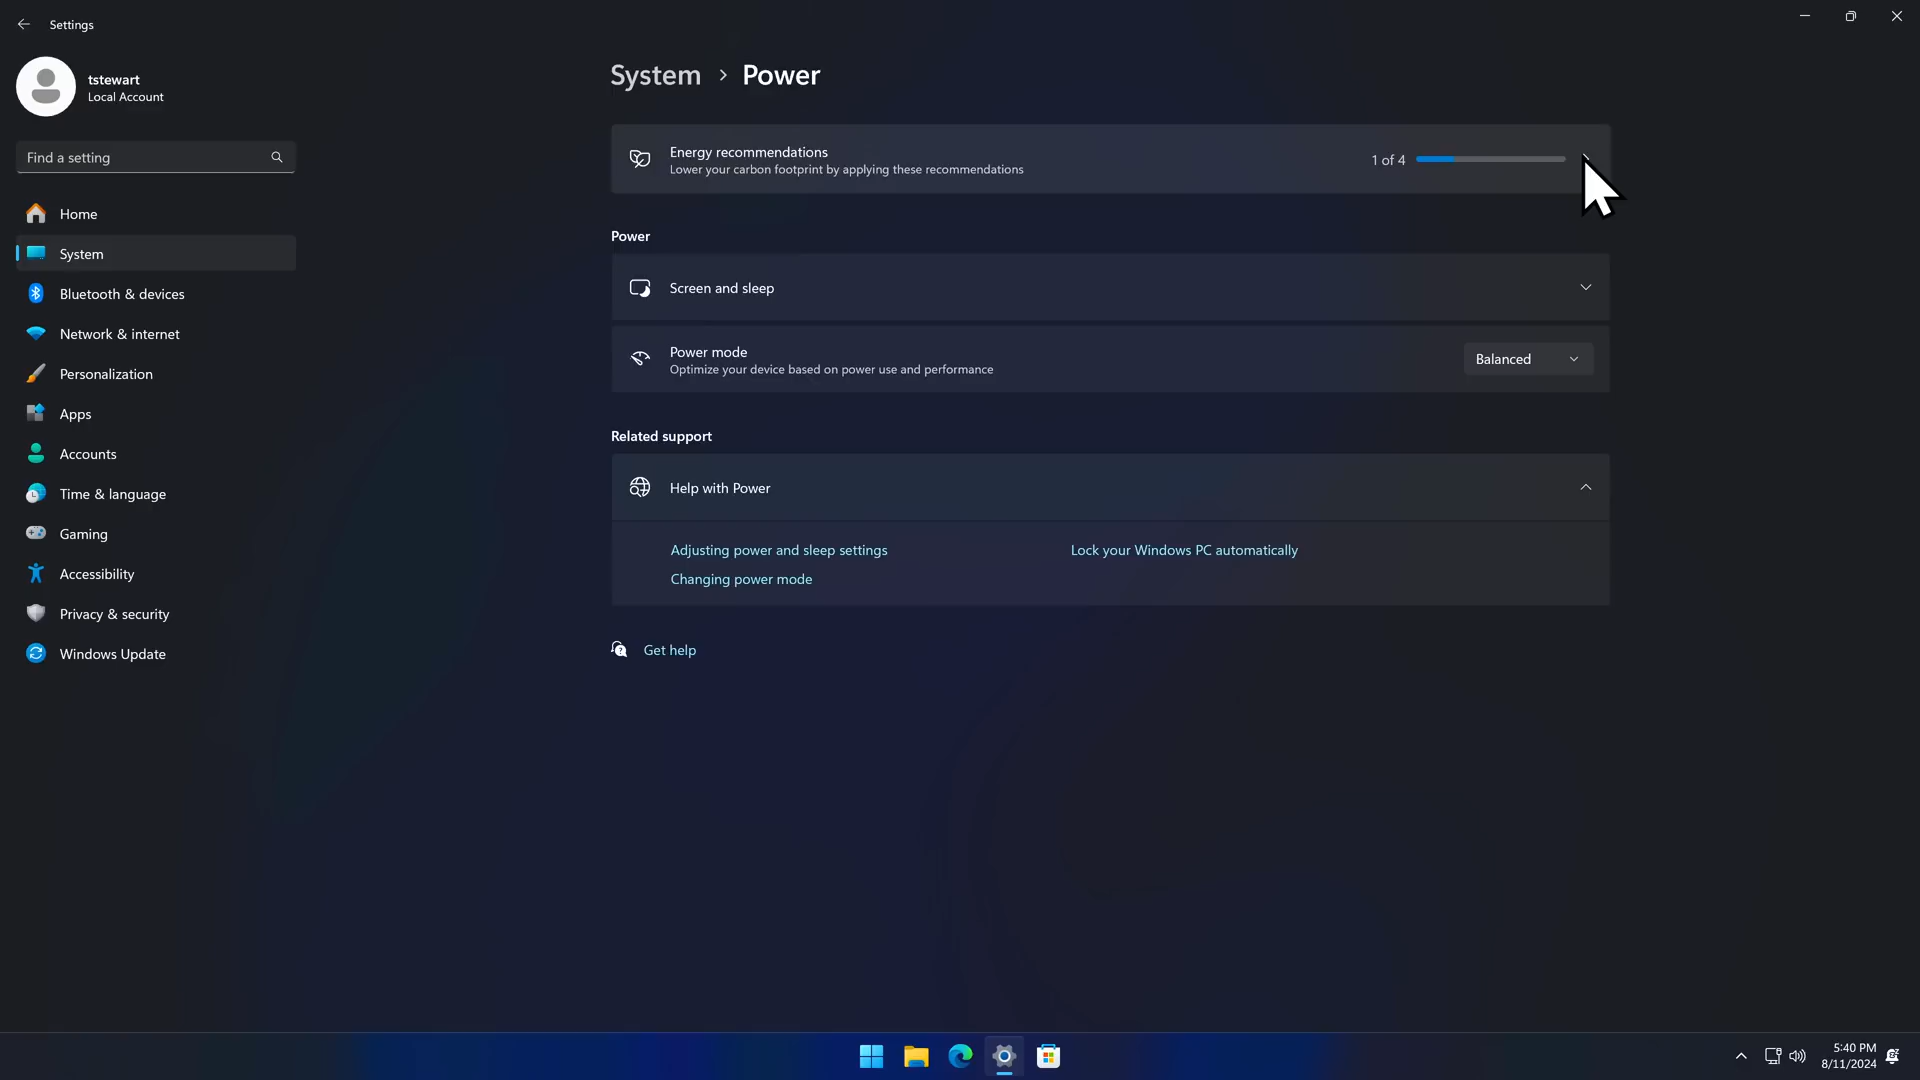 Settings
tstewart
Local Account
Find a setting
Home
System
Bluetooth & devices
Network & internet
Personalization
Apps
Accounts
Time & language
Gaming
Accessibility
Privacy & security
Windows Update
System > Power
Energy recommendations
Lower your carbon footprint by applying these recommendations
1 of 4
Power
Screen and sleep
Power mode
Optimize your device based on power use and performance
Balanced
Related support
Help with Power
Adjusting power and sleep settings
Lock your Windows PC automatically
Changing power mode
Get help
5:40 PM
8/11/2024